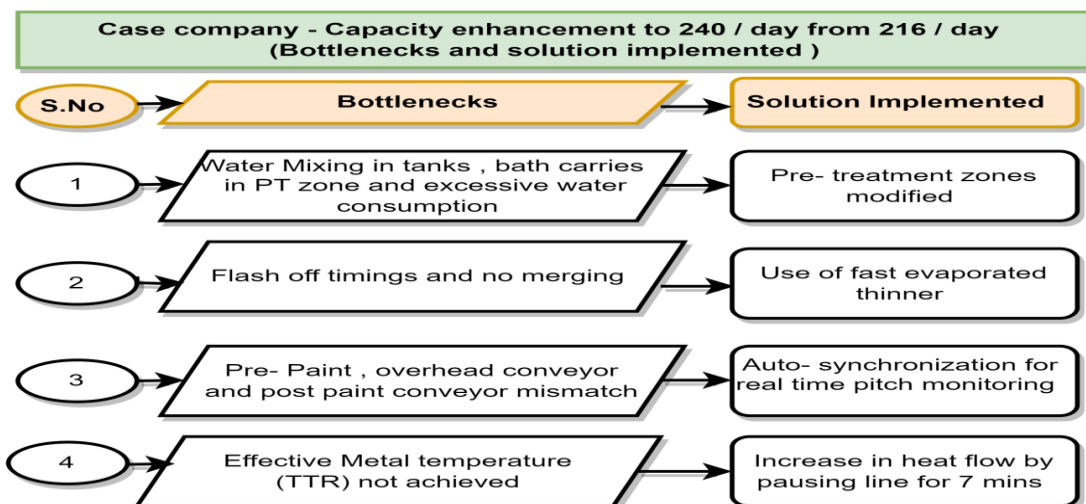 Case company - Capacity enhancement to 240 / day from 216 / day
(Bottlenecks and solution implemented )
S.No
Bottlenecks
Solution Implemented
1
Water Mixing in tanks , bath carries
in PT zone and excessive water
consumption
Pre- treatment zones
modified
2
Flash off timings and no merging
Use of fast evaporated
thinner
3
Pre- Paint , overhead conveyor
and post paint conveyor mismatch
Auto- synchronization for
real time pitch monitoring
4
Effective Metal temperature
(TTR) not achieved
Increase in heat flow by
pausing line for 7 mins